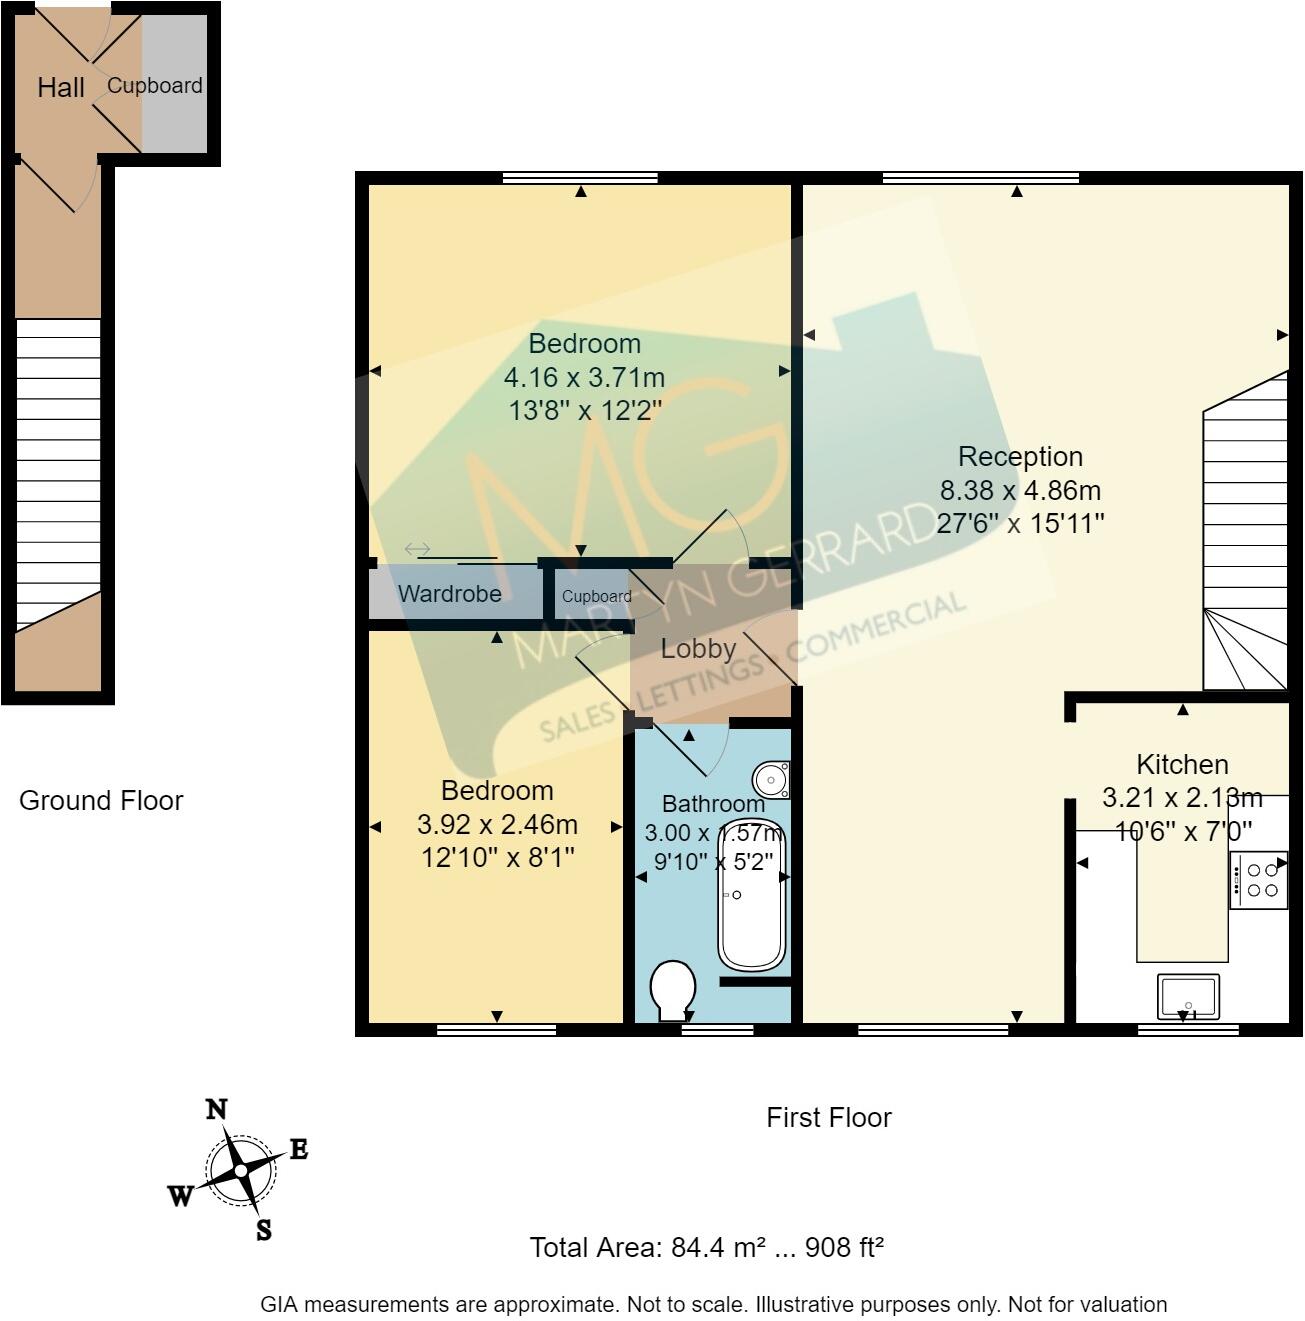 Hall
Cupboard
Ground Floor
Bedroom
4.16 x 3.71m
13'8" x 12'2"
Reception
8.38 x 4.86m
27'6" x 15'11"
MG
MARTYN GERRARD
SALES · LETTINGS · COMMERCIAL
Wardrobe
Cupboard
Lobby
Bedroom
3.92 x 2.46m
12'10" x 8'1"
Bathroom
3.00 x 1.57m
9'10" x 5'2"
Kitchen
3.21 x 2.13m
10'6" x 7'0"
First Floor
N
E
W
S
Total Area: 84.4 m² ... 908 ft²
GIA measurements are approximate. Not to scale. Illustrative purposes only. Not for valuation